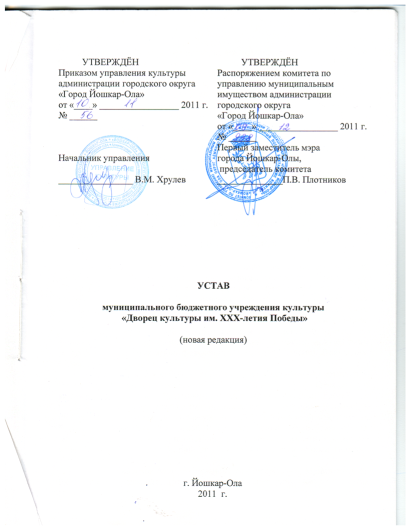 УТВЕРЖДЁН
Приказом управления культуры
администрации городского округа
«Город Йошкар-Ола»
от « 10 » 11 2011 г.
№ 56
Начальник управления
В.М. Хрулев
УТВЕРЖДЁН
Распоряжением комитета по
управлению муниципальным
имуществом администрации
городского округа
«Город Йошкар-Ола»
от « 12 2011 г.
№
Первый заместитель мэра
города Йошкар-Олы,
председатель комитета
П.В. Плотников
УСТАВ
муниципального бюджетного учреждения культуры
«Дворец культуры им. XXX-летия Победы»
(новая редакция)
г. Йошкар-Ола
2011 г.